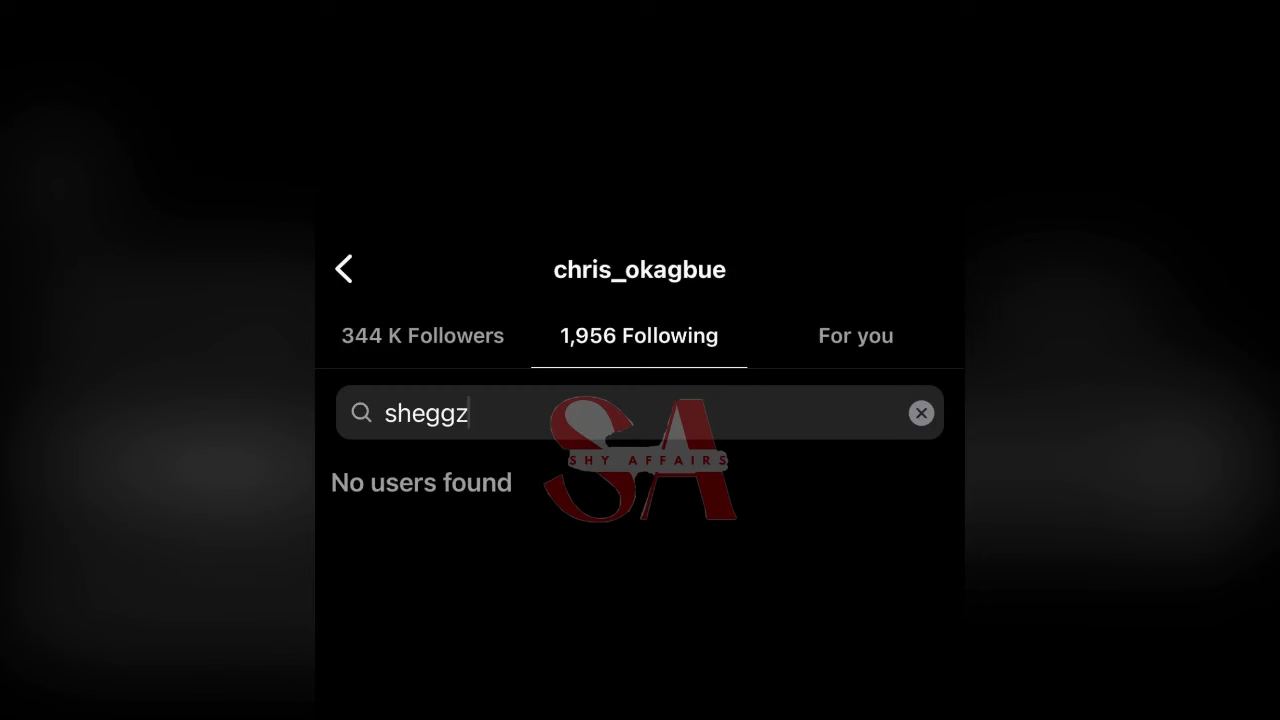 chris_okagbue
344 K Followers
1,956 Following
For you
sheggz
SA
SHY AFFAIRS
No users found